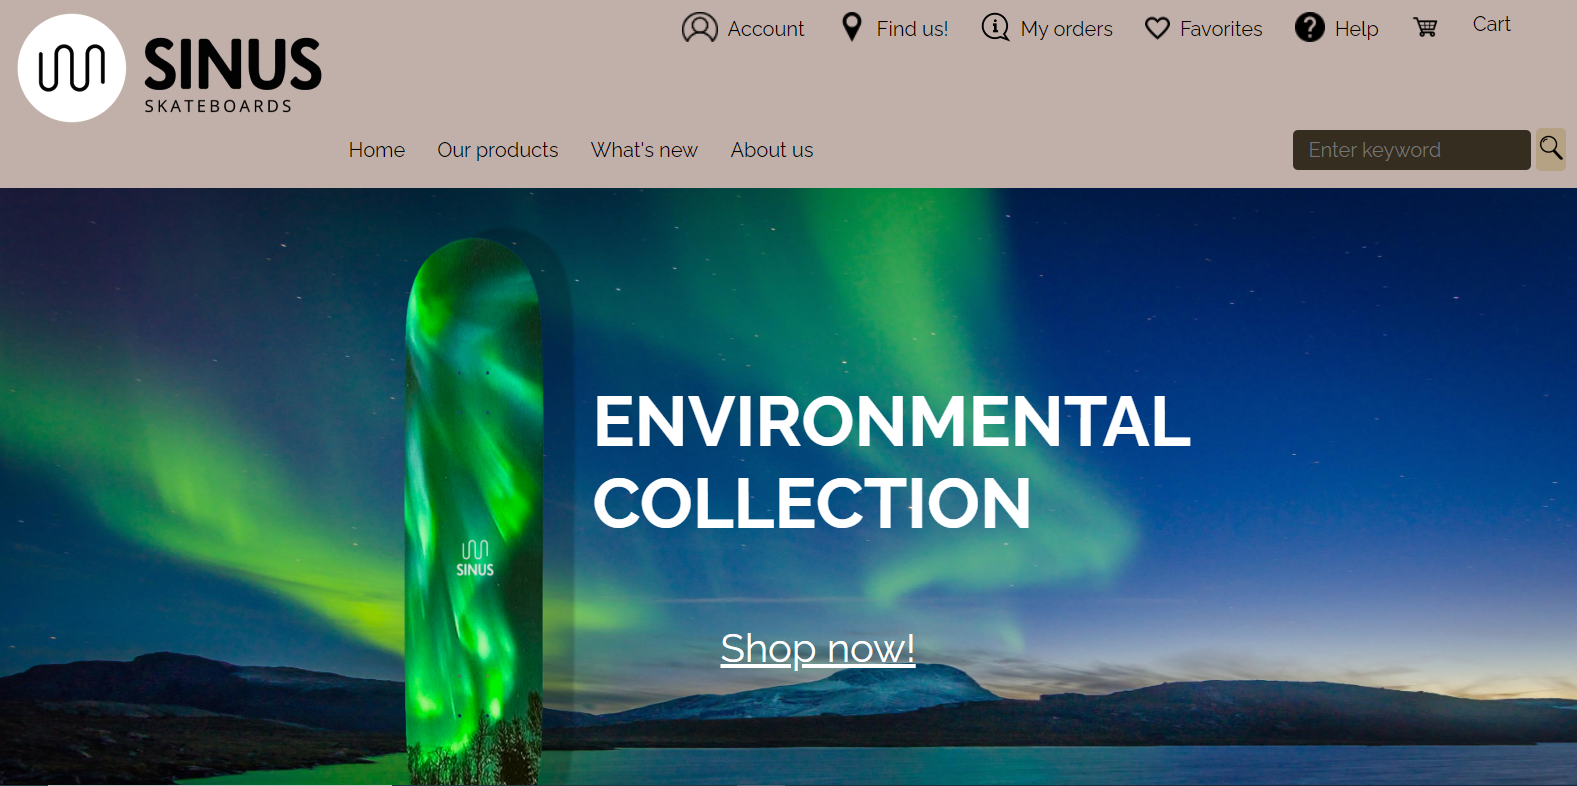 SINUS
SKATEBOARDS
Account Find us! My orders Favorites Help Cart
Home Our products What's new About us
Enter keyword
ENVIRONMENTAL
COLLECTION
SINUS
Shop now!